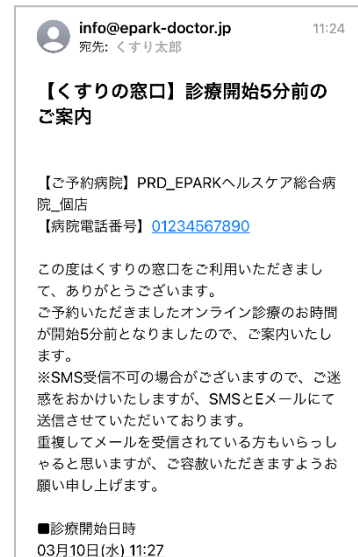 info@epark-doctor.jp
11:24
宛先: くすり太郎
【くすりの窓口】診療開始5分前の
ご案内
【ご予約病院】PRD_EPARKヘルスケア総合病
院_個店
【病院電話番号】01234567890
この度はくすりの窓口をご利用いただきまし
て、ありがとうございます。
ご予約いただきましたオンライン診療のお時間
が開始5分前となりましたので、ご案内いたし
ます。
※SMS受信不可の場合がございますので、ご迷
惑をおかけいたしますが、SMSとEメールにて
送信させていただいております。
重複してメールを受信されている方もいらっし
ゃると思いますが、ご容赦いただきますようお
願い申し上げます。
■診療開始日時
03月10日(水) 11:27